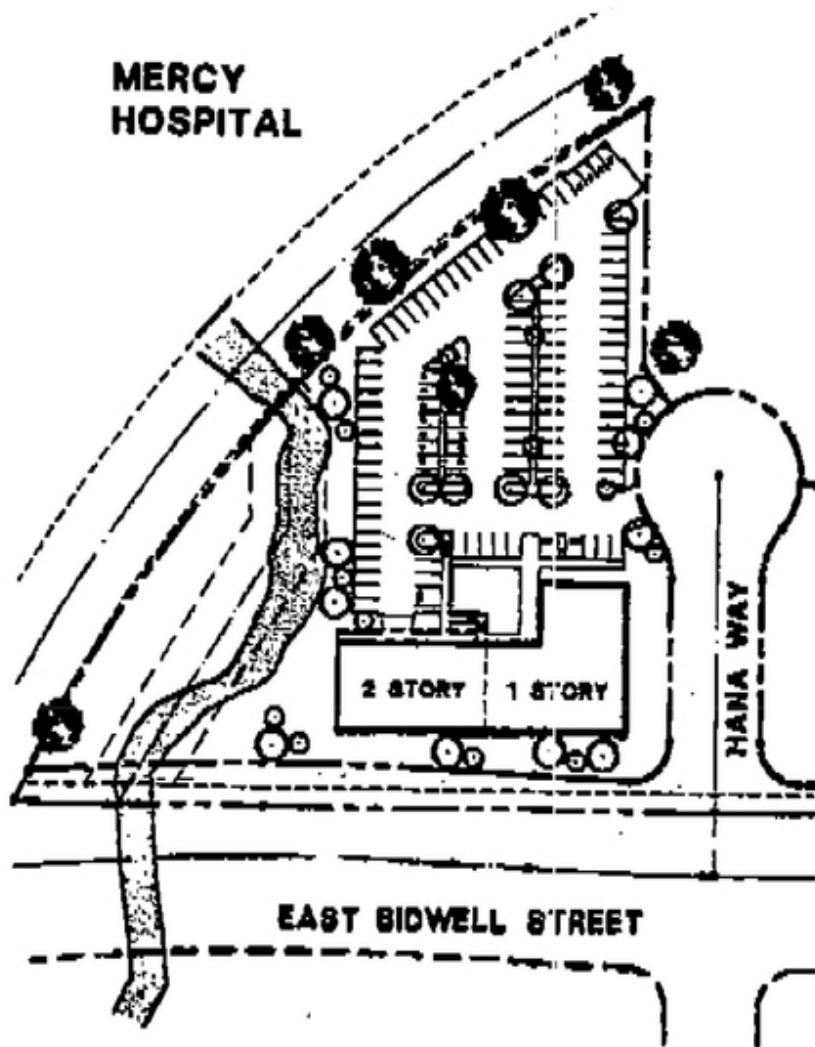 MERCY
HOSPITAL
2 STORY
1 STORY
HANA WAY
EAST BIDWELL STREET